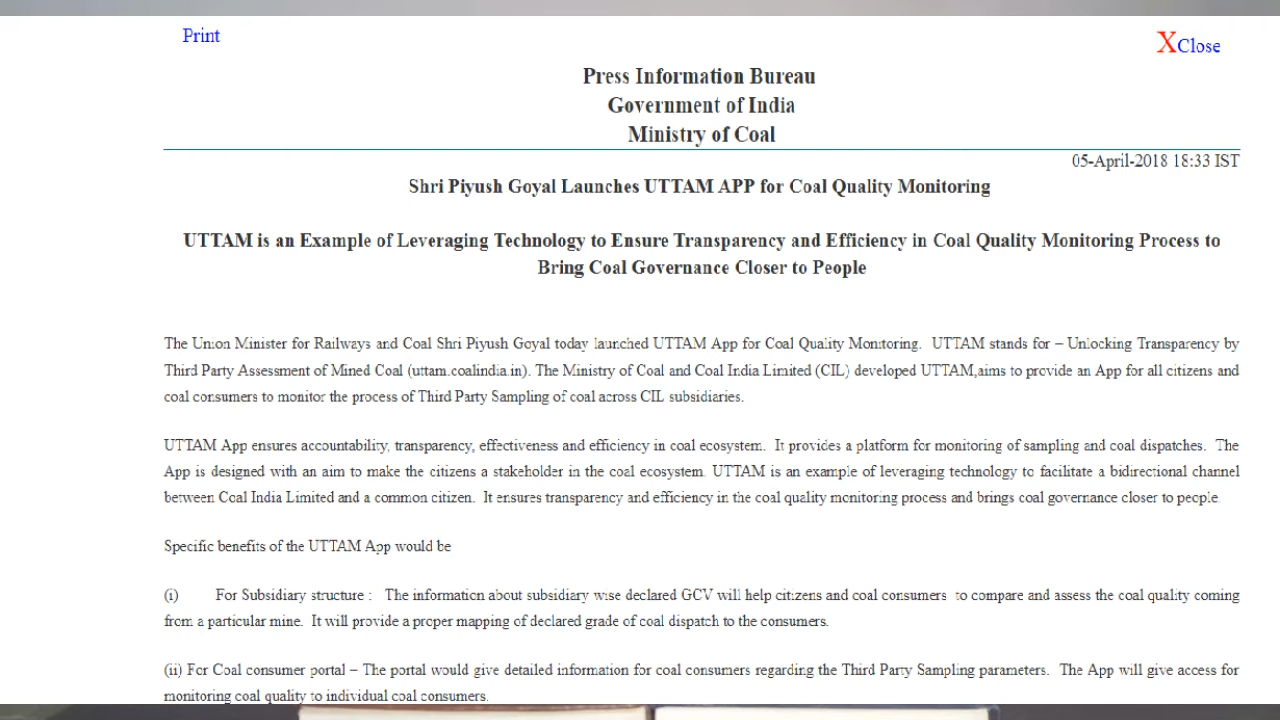 Print
XClose
Press Information Bureau
Government of India
Ministry of Coal
05-April-2018 18:33 IST
Shri Piyush Goyal Launches UTTAM APP for Coal Quality Monitoring
UTTAM is an Example of Leveraging Technology to Ensure Transparency and Efficiency in Coal Quality Monitoring Process to
Bring Coal Governance Closer to People
The Union Minister for Railways and Coal Shri Piyush Goyal today launched UTTAM App for Coal Quality Monitoring. UTTAM stands for – Unlocking Transparency by
Third Party Assessment of Mined Coal (uttam.coalindia.in). The Ministry of Coal and Coal India Limited (CIL) developed UTTAM,aims to provide an App for all citizens and
coal consumers to monitor the process of Third Party Sampling of coal across CIL subsidiaries.
UTTAM App ensures accountability, transparency, effectiveness and efficiency in coal ecosystem. It provides a platform for monitoring of sampling and coal dispatches. The
App is designed with an aim to make the citizens a stakeholder in the coal ecosystem. UTTAM is an example of leveraging technology to facilitate a bidirectional channel
between Coal India Limited and a common citizen. It ensures transparency and efficiency in the coal quality monitoring process and brings coal governance closer to people.
Specific benefits of the UTTAM App would be
(i) For Subsidiary structure : The information about subsidiary wise declared GCV will help citizens and coal consumers to compare and assess the coal quality coming
from a particular mine. It will provide a proper mapping of declared grade of coal dispatch to the consumers.
(ii) For Coal consumer portal – The portal would give detailed information for coal consumers regarding the Third Party Sampling parameters. The App will give access for
monitoring coal quality to individual coal consumers.